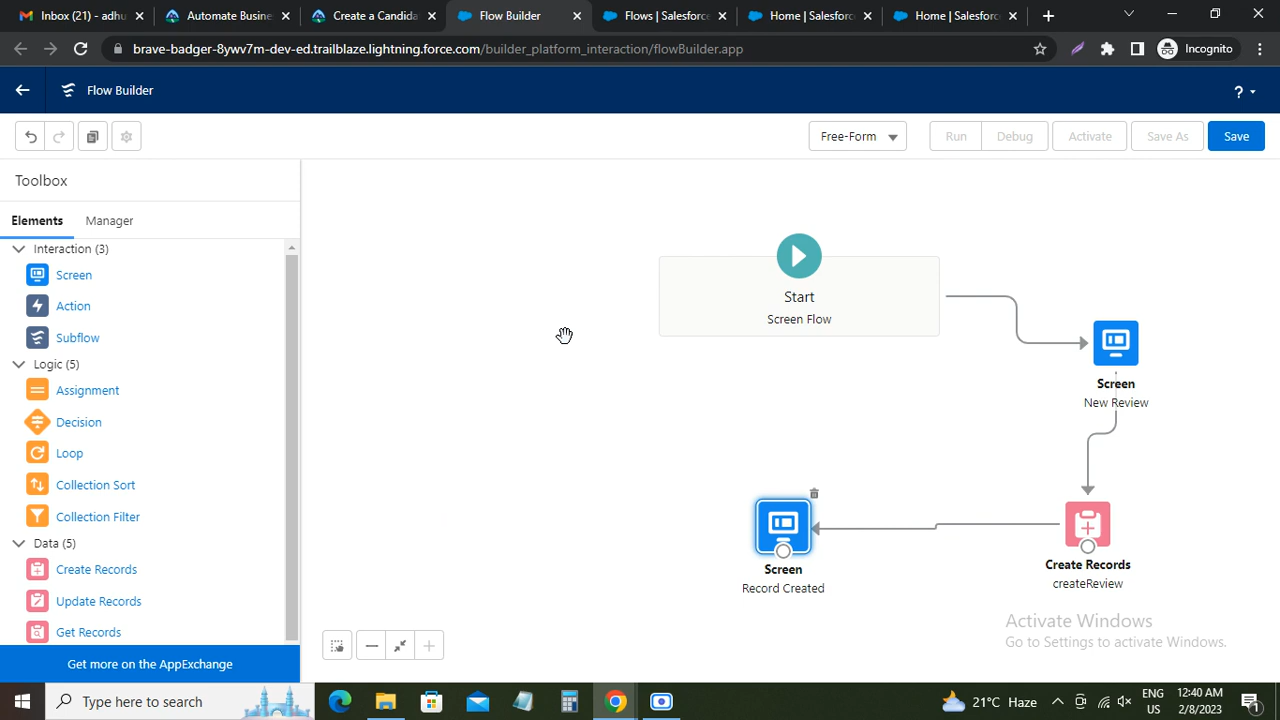 Inbox (21) - adhu
Automate Busine
Create a Candida
Flow Builder
Flows | Salesforce
Home | Salesforc
Home | Salesforc
brave-badger-8ywv7m-dev-ed.trailblaze.lightning.force.com/builder_platform_interaction/flowBuilder.app
Incognito
Flow Builder
?
Free-Form
Run
Debug
Activate
Save As
Save
Toolbox
Elements
Manager
Interaction (3)
Screen
Action
Subflow
Logic (5)
Assignment
Decision
Loop
Collection Sort
Collection Filter
Data (5)
Create Records
Update Records
Get Records
Get more on the AppExchange
Start
Screen Flow
Screen
New Review
Create Records
createReview
Screen
Record Created
Activate Windows
Go to Settings to activate Windows.
Type here to search
21°C Haze
ENG
US
12:40 AM
2/8/2023
1